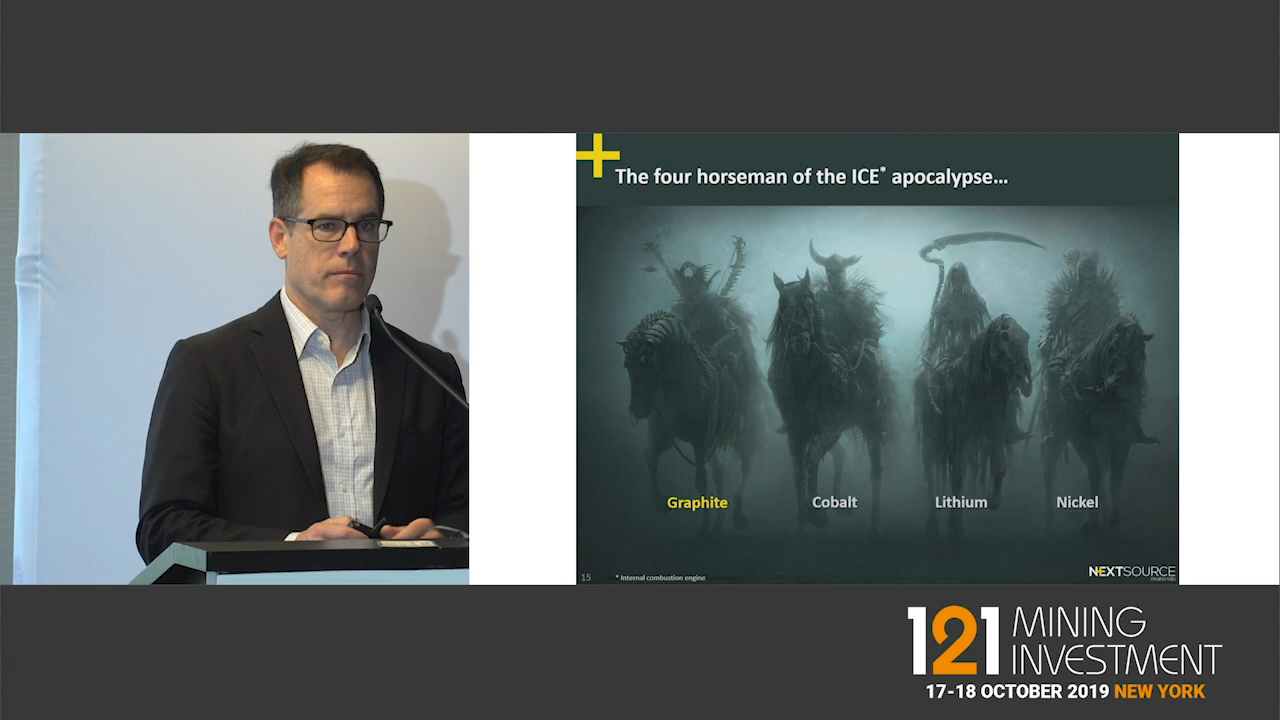 The four horseman of the ICE* apocalypse...
Graphite
Cobalt
Lithium
Nickel
15
* Internal combustion engine
NEXTSOURCE
materials
121 MINING
INVESTMENT
17-18 OCTOBER 2019 NEW YORK